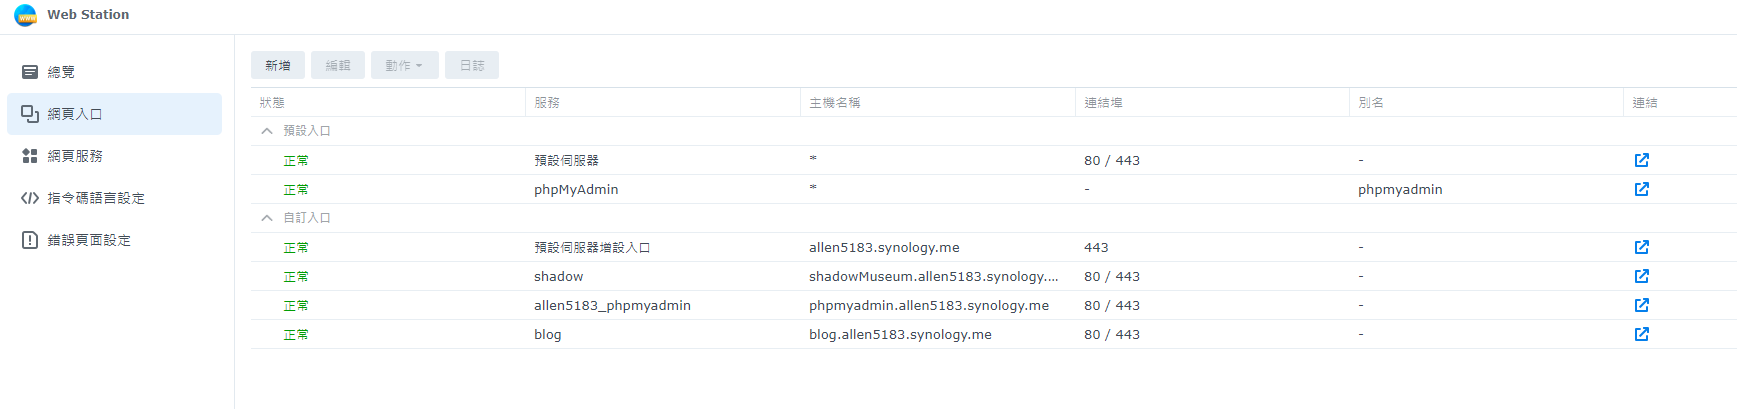 Web Station
總覽
網頁入口
網頁服務
指令碼語言設定
錯誤頁面設定
新增 編輯 動作 日誌
狀態 服務 主機名稱 連結埠 別名 連結
預設入口
正常 預設伺服器 * 80 / 443 -
正常 phpMyAdmin * - phpmyadmin
自訂入口
正常 預設伺服器增設入口 allen5183.synology.me 443 -
正常 shadow shadowMuseum.allen5183.synology.... 80 / 443 -
正常 allen5183_phpmyadmin phpmyadmin.allen5183.synology.me 80 / 443 -
正常 blog blog.allen5183.synology.me 80 / 443 -